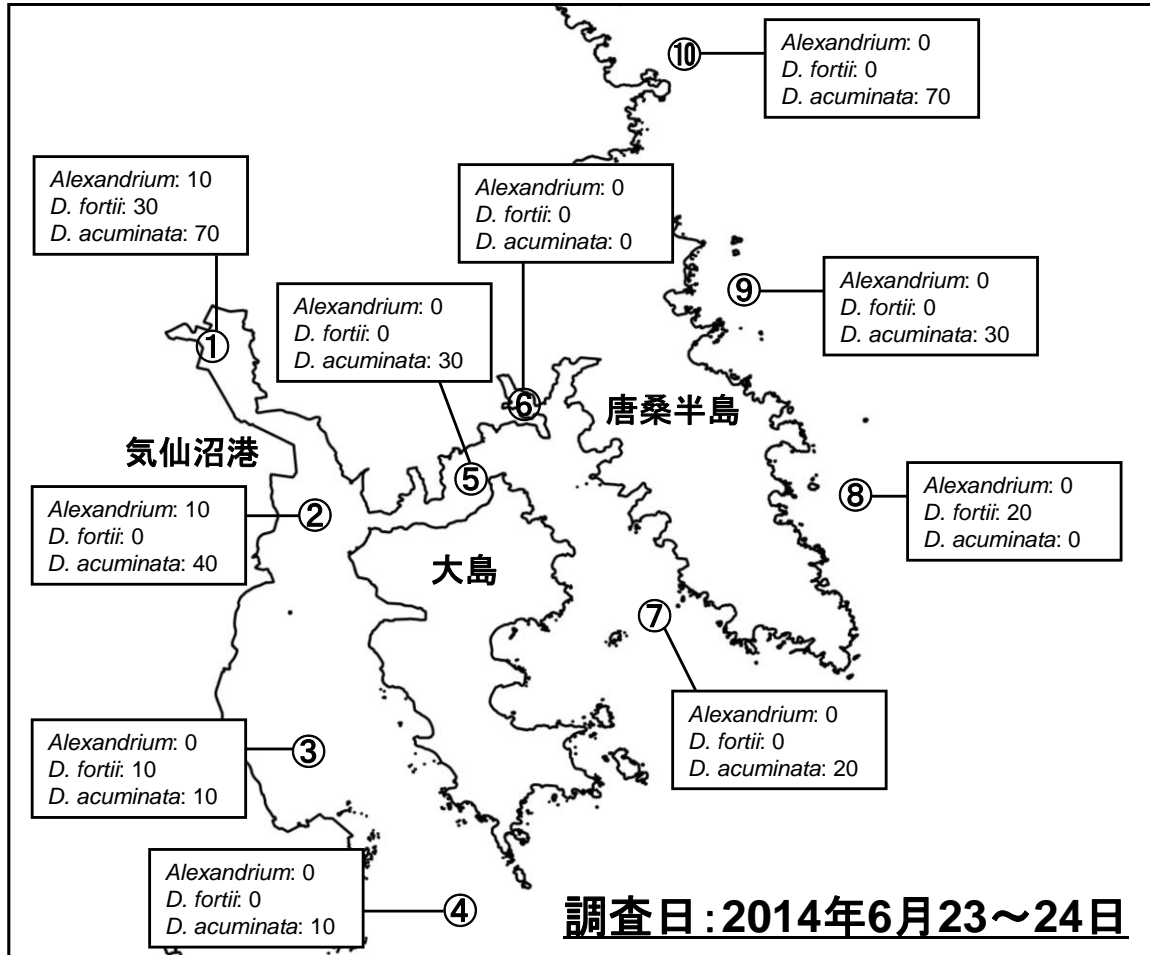 ⑩
Alexandrium: 0
D. fortii: 0
D. acuminata: 70
Alexandrium: 10
D. fortii: 30
D. acuminata: 70
①
Alexandrium: 0
D. fortii: 0
D. acuminata: 0
⑥
Alexandrium: 0
D. fortii: 0
D. acuminata: 30
⑤
⑨
Alexandrium: 0
D. fortii: 0
D. acuminata: 30
唐桑半島
気仙沼港
Alexandrium: 10
D. fortii: 0
D. acuminata: 40
②
大島
⑧
Alexandrium: 0
D. fortii: 20
D. acuminata: 0
⑦
Alexandrium: 0
D. fortii: 0
D. acuminata: 20
Alexandrium: 0
D. fortii: 10
D. acuminata: 10
③
Alexandrium: 0
D. fortii: 0
D. acuminata: 10
④
調査日:2014年6月23~24日